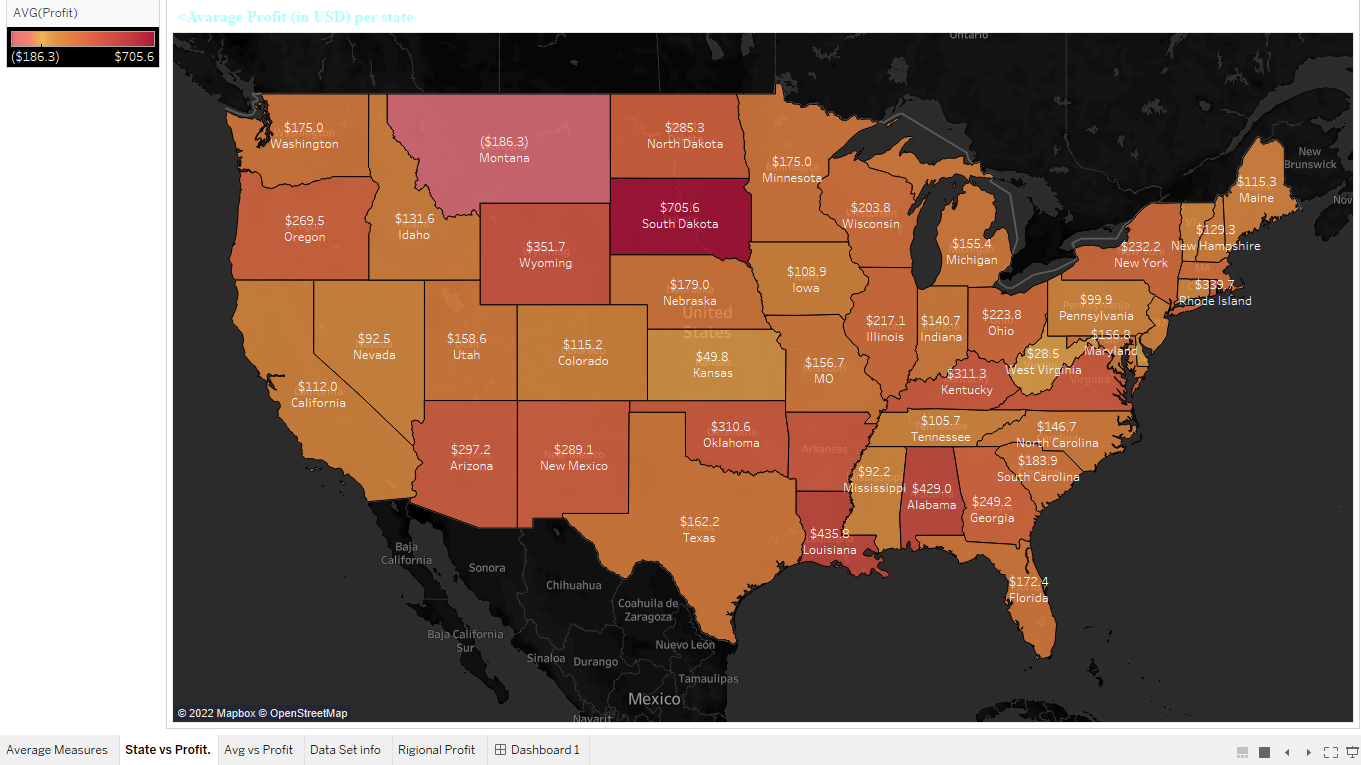 AVG(Profit)
($186.3)
$705.6
<Avarage Profit (in USD) per state
Ontario
New
Brunswick
$175.0
Washington
($186.3)
Montana
$285.3
North Dakota
$175.0
Minnesota
$115.3
Maine
$269.5
Oregon
$131.6
Idaho
$351.7
Wyoming
$705.6
South Dakota
$203.8
Wisconsin
$155.4
Michigan
VT
$129.3
New Hampshire
$232.2
New York
MA
$339.7
Rhode Island
$179.0
Nebraska
United
States
$108.9
Iowa
$99.9
Pennsylvania
$92.5
Nevada
$158.6
Utah
$115.2
Colorado
$49.8
Kansas
$156.7
MO
$217.1
Illinois
$140.7
Indiana
$223.8
Ohio
$156.8
Maryland
$28.5
West Virginia
Virginia
$112.0
California
$311.3
Kentucky
$105.7
Tennessee
$146.7
North Carolina
$297.2
Arizona
$289.1
New Mexico
$310.6
Oklahoma
Arkansas
$92.2
Mississippi
$429.0
Alabama
$183.9
South Carolina
$249.2
Georgia
$162.2
Texas
$435.8
Louisiana
$172.4
Florida
Baja
California
Sonora
Chihuahua
Coahuila de
Zaragoza
Baja California
Sur
Nuevo León
Sinaloa
Durango
Tamaulipas
Mexico
Navarit
© 2022 Mapbox © OpenStreetMap
Average Measures
State vs Profit.
Avg vs Profit
Data Set info
Rigional Profit
Dashboard 1